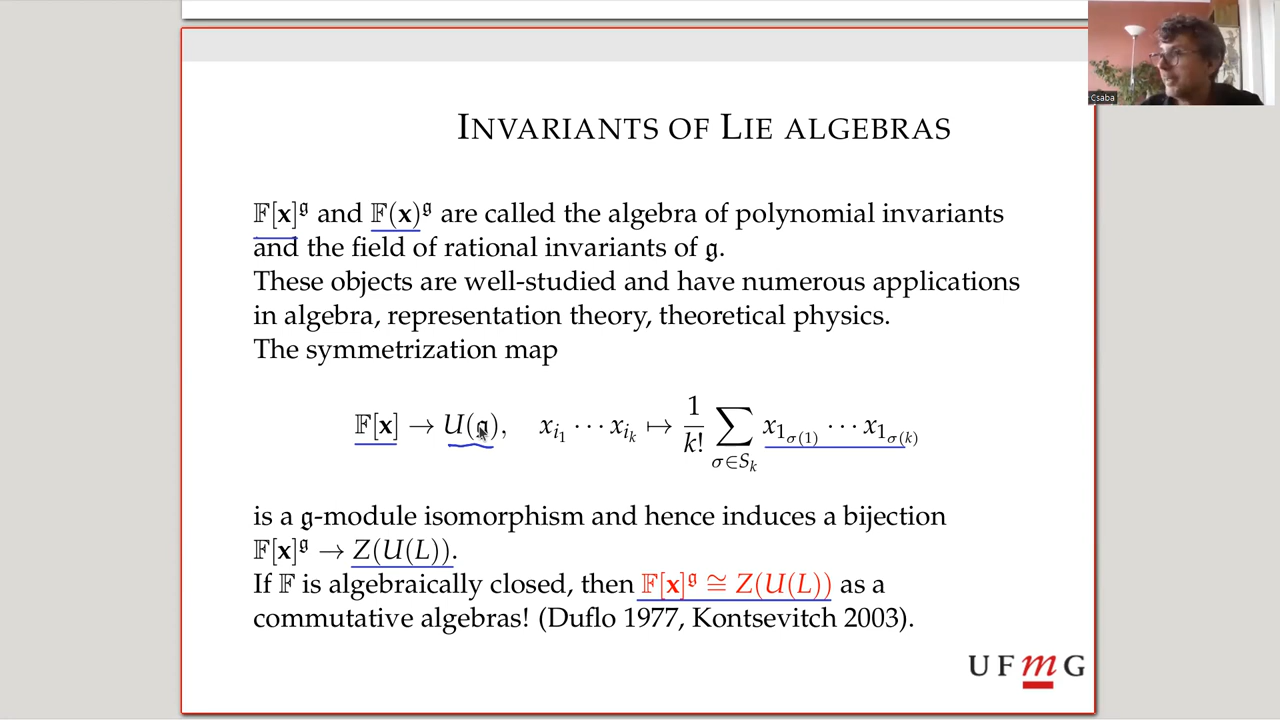 INVARIANTS OF LIE ALGEBRAS
𝔽[𝐱]^𝔤 and 𝔽(𝐱)^𝔤 are called the algebra of polynomial invariants
and the field of rational invariants of 𝔤.
These objects are well-studied and have numerous applications
in algebra, representation theory, theoretical physics.
The symmetrization map
𝔽[𝐱] → U(𝔤), x_{i_1} ⋯ x_{i_k} ↦ \frac{1}{k!} ∑_{σ∈S_k} x_{1_{σ(1)}} ⋯ x_{1_{σ(k)}}
is a 𝔤-module isomorphism and hence induces a bijection
𝔽[𝐱]^𝔤 → Z(U(L)).
If 𝔽 is algebraically closed, then 𝔽[𝐱]^𝔤 ≅ Z(U(L)) as a
commutative algebras! (Duflo 1977, Kontsevitch 2003).
UFmG
Csaba